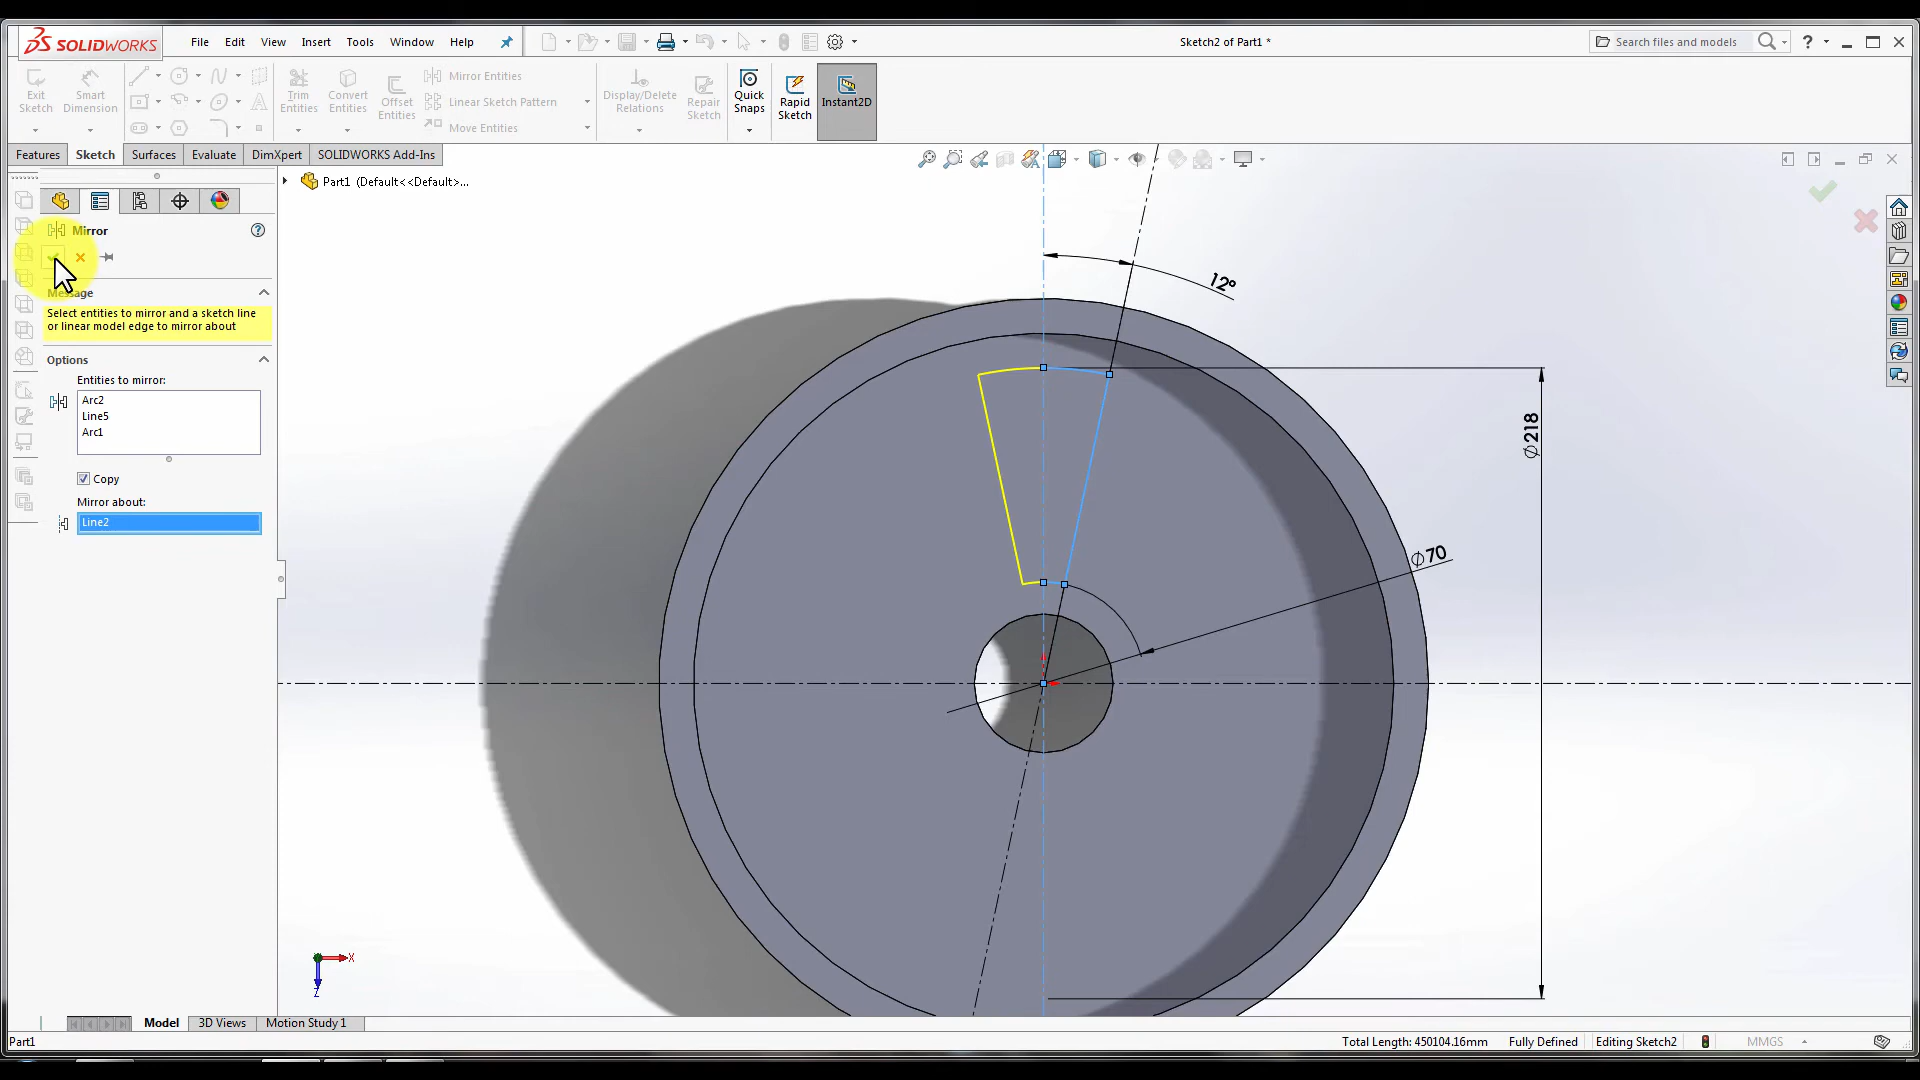 SOLIDWORKS File Edit View Insert Tools Window Help Sketch2 of Part1 * Search files and models ?
Exit Sketch
Smart Dimension
Trim Entities
Convert Entities
Offset Entities
Mirror Entities
Linear Sketch Pattern
Move Entities
Display/Delete Relations
Repair Sketch
Quick Snaps
Rapid Sketch
Instant2D
Features Sketch Surfaces Evaluate DimXpert SOLIDWORKS Add-Ins
Part1 (Default<<Default>...
Mirror
Message
Select entities to mirror and a sketch line
or linear model edge to mirror about
Options
Entities to mirror:
Arc2
Line5
Arc1
Copy
Mirror about:
Line2
12°
∅218
∅70
X
Z
Model 3D Views Motion Study 1
Part1 Total Length: 450104.16mm Fully Defined Editing Sketch2 MMGS